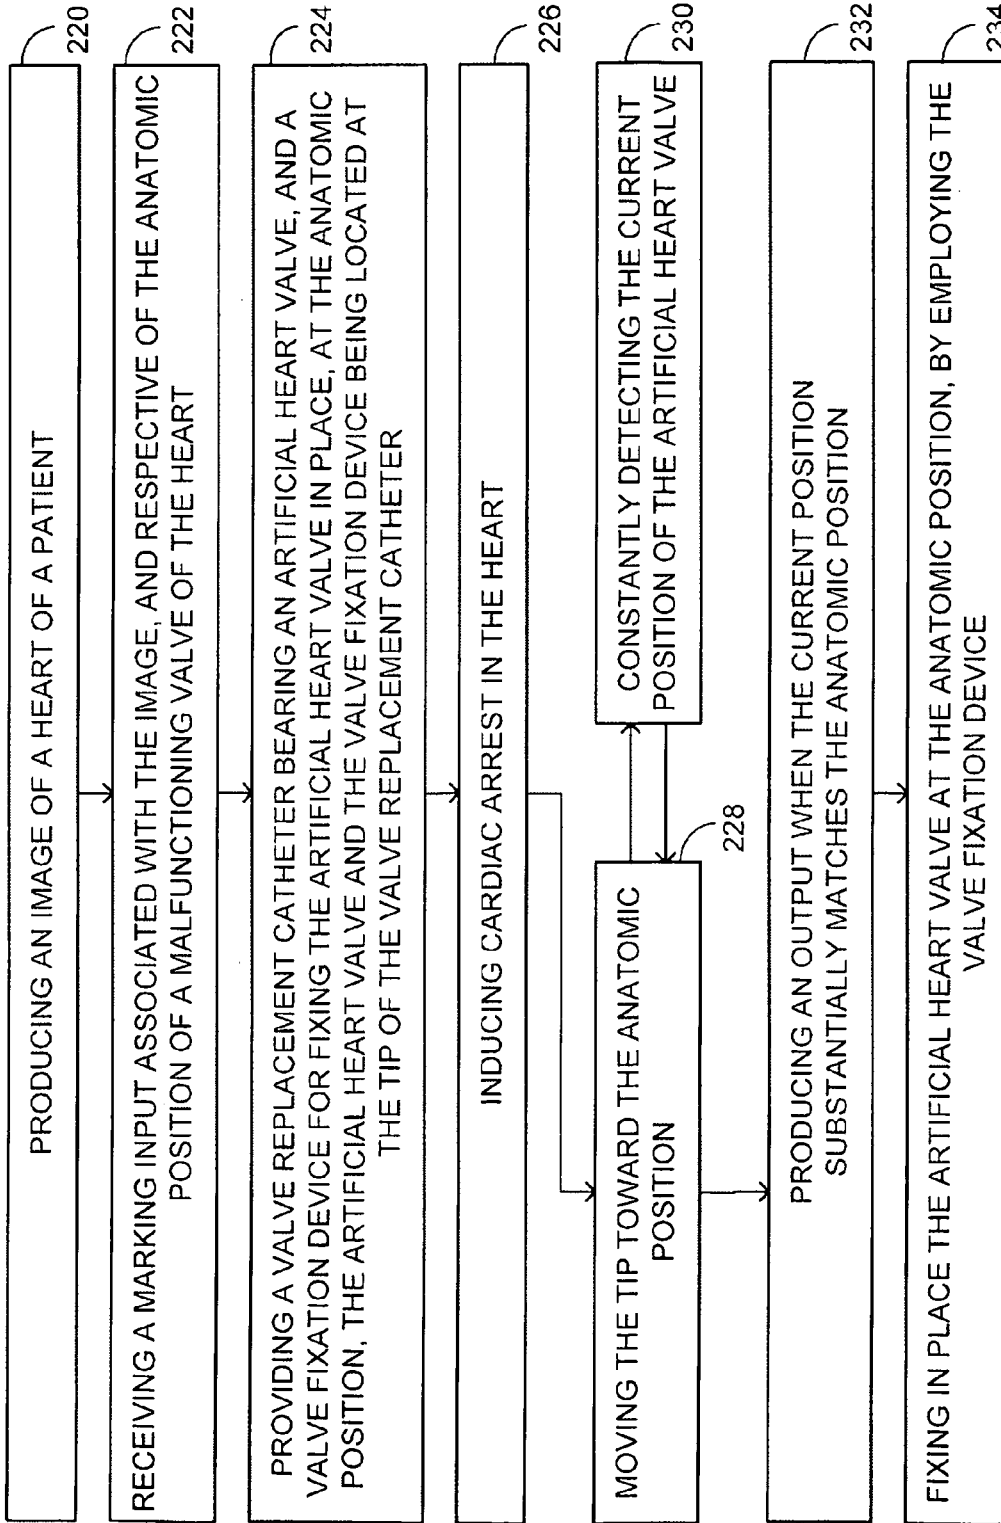 PRODUCING AN IMAGE OF A HEART OF A PATIENT
220
RECEIVING A MARKING INPUT ASSOCIATED WITH THE IMAGE, AND RESPECTIVE OF THE ANATOMIC
POSITION OF A MALFUNCTIONING VALVE OF THE HEART
222
PROVIDING A VALVE REPLACEMENT CATHETER BEARING AN ARTIFICIAL HEART VALVE, AND A
VALVE FIXATION DEVICE FOR FIXING THE ARTIFICIAL HEART VALVE IN PLACE, AT THE ANATOMIC
POSITION, THE ARTIFICIAL HEART VALVE AND THE VALVE FIXATION DEVICE BEING LOCATED AT
THE TIP OF THE VALVE REPLACEMENT CATHETER
224
INDUCING CARDIAC ARREST IN THE HEART
226
MOVING THE TIP TOWARD THE ANATOMIC
POSITION
228
CONSTANTLY DETECTING THE CURRENT
POSITION OF THE ARTIFICIAL HEART VALVE
230
PRODUCING AN OUTPUT WHEN THE CURRENT POSITION
SUBSTANTIALLY MATCHES THE ANATOMIC POSITION
232
FIXING IN PLACE THE ARTIFICIAL HEART VALVE AT THE ANATOMIC POSITION, BY EMPLOYING THE
VALVE FIXATION DEVICE
234